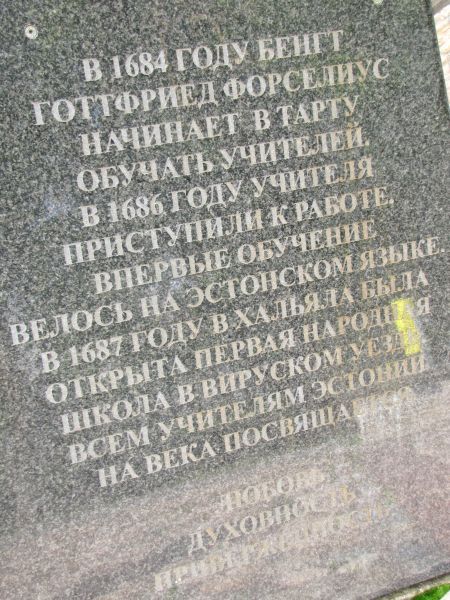 В 1684 ГОДУ БЕНГТ
ГОТТФРИЕД ФОРСЕЛИУС
НАЧИНАЕТ В ТАРТУ
ОБУЧАТЬ УЧИТЕЛЕЙ.
В 1686 ГОДУ УЧИТЕЛЯ
ПРИСТУПИЛИ К РАБОТЕ.
ВПЕРВЫЕ ОБУЧЕНИЕ
ВЕЛОСЬ НА ЭСТОНСКОМ ЯЗЫКЕ.
В 1687 ГОДУ В ХАЛЬЯЛА БЫЛА
ОТКРЫТА ПЕРВАЯ НАРОДНАЯ
ШКОЛА В ВИРУСКОМ УЕЗДЕ
ВСЕМ УЧИТЕЛЯМ ЭСТОНИИ
НА ВЕКА ПОСВЯЩАЕТСЯ
ЛЮБОВЬ
ДУХОВНОСТЬ
ПРИВЕРЖЕННОСТЬ